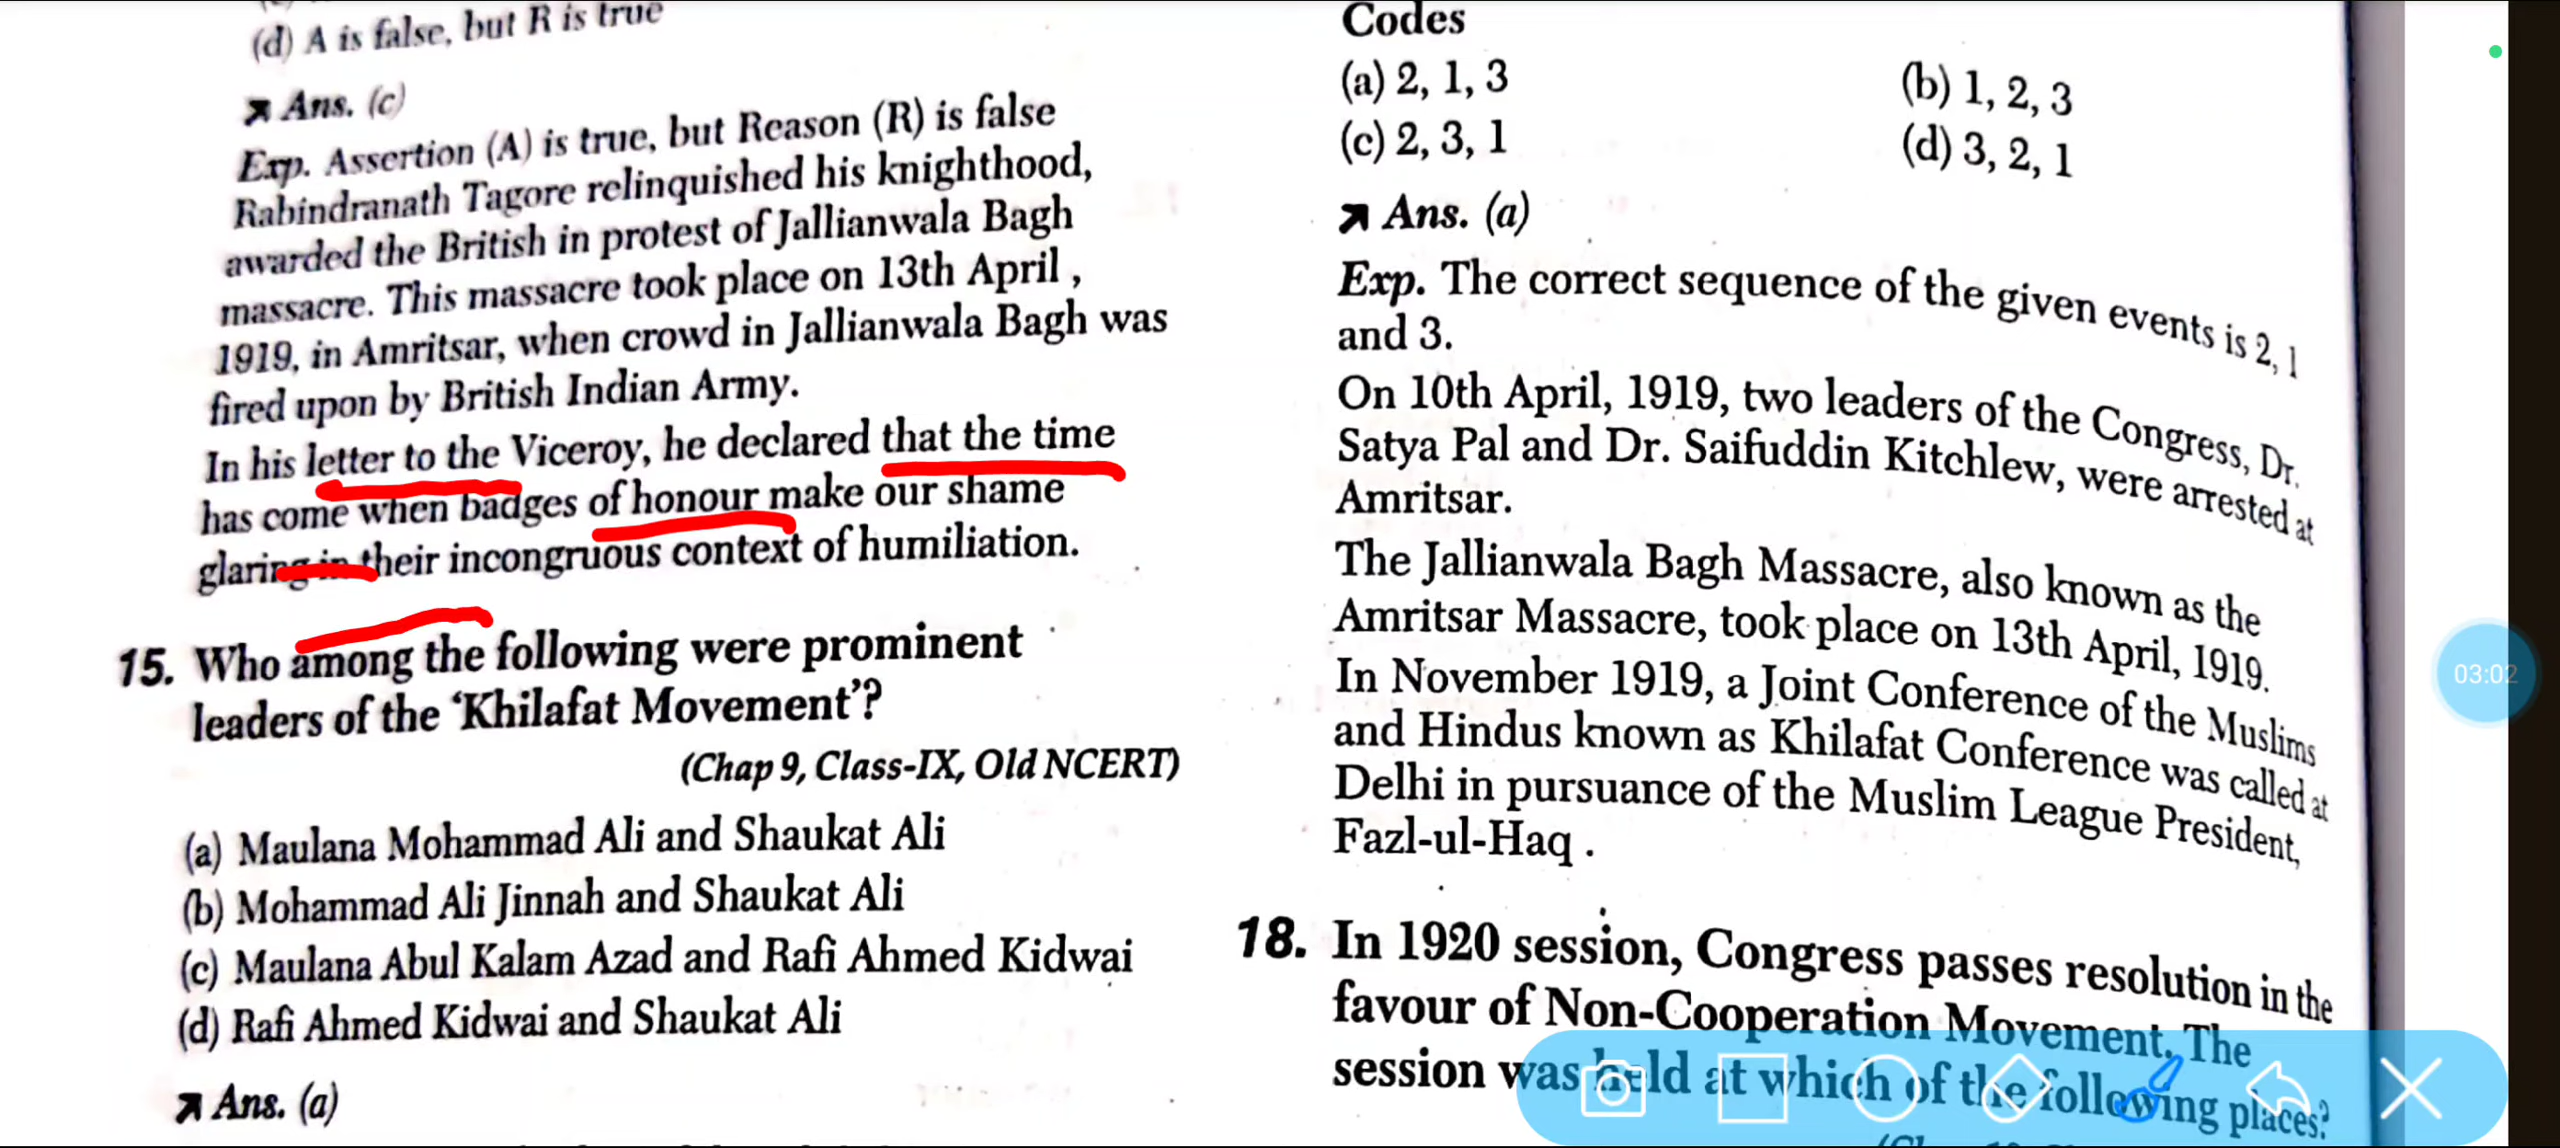 (d) A is false, but R is true
Ans. (c)
Exp. Assertion (A) is true, but Reason (R) is false
Rabindranath Tagore relinquished his knighthood,
awarded the British in protest of Jallianwala Bagh
massacre. This massacre took place on 13th April ,
1919, in Amritsar, when crowd in Jallianwala Bagh was
fired upon by British Indian Army.
In his letter to the Viceroy, he declared that the time
has come when badges of honour make our shame
glaring in their incongruous context of humiliation.
15. Who among the following were prominent
leaders of the ‘Khilafat Movement’?
(Chap 9, Class-IX, Old NCERT)
(a) Maulana Mohammad Ali and Shaukat Ali
(b) Mohammad Ali Jinnah and Shaukat Ali
(c) Maulana Abul Kalam Azad and Rafi Ahmed Kidwai
(d) Rafi Ahmed Kidwai and Shaukat Ali
Ans. (a)
Codes
(a) 2, 1, 3 (b) 1, 2, 3
(c) 2, 3, 1 (d) 3, 2, 1
Ans. (a)
Exp. The correct sequence of the given events is 2, 1
and 3.
On 10th April, 1919, two leaders of the Congress, Dr.
Satya Pal and Dr. Saifuddin Kitchlew, were arrested at
Amritsar.
The Jallianwala Bagh Massacre, also known as the
Amritsar Massacre, took place on 13th April, 1919.
In November 1919, a Joint Conference of the Muslims
and Hindus known as Khilafat Conference was called at
Delhi in pursuance of the Muslim League President,
Fazl-ul-Haq .
18. In 1920 session, Congress passes resolution in the
favour of Non-Cooperation Movement. The
session was held at which of the following places?
03:02